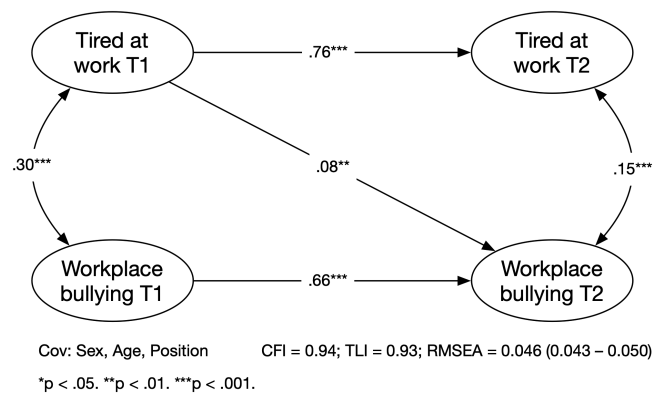 Tired at
work T1
.76***
Tired at
work T2
.30***
.08**
.15***
Workplace
bullying T1
.66***
Workplace
bullying T2
Cov: Sex, Age, Position
CFI = 0.94; TLI = 0.93; RMSEA = 0.046 (0.043 – 0.050)
*p < .05. **p < .01. ***p < .001.